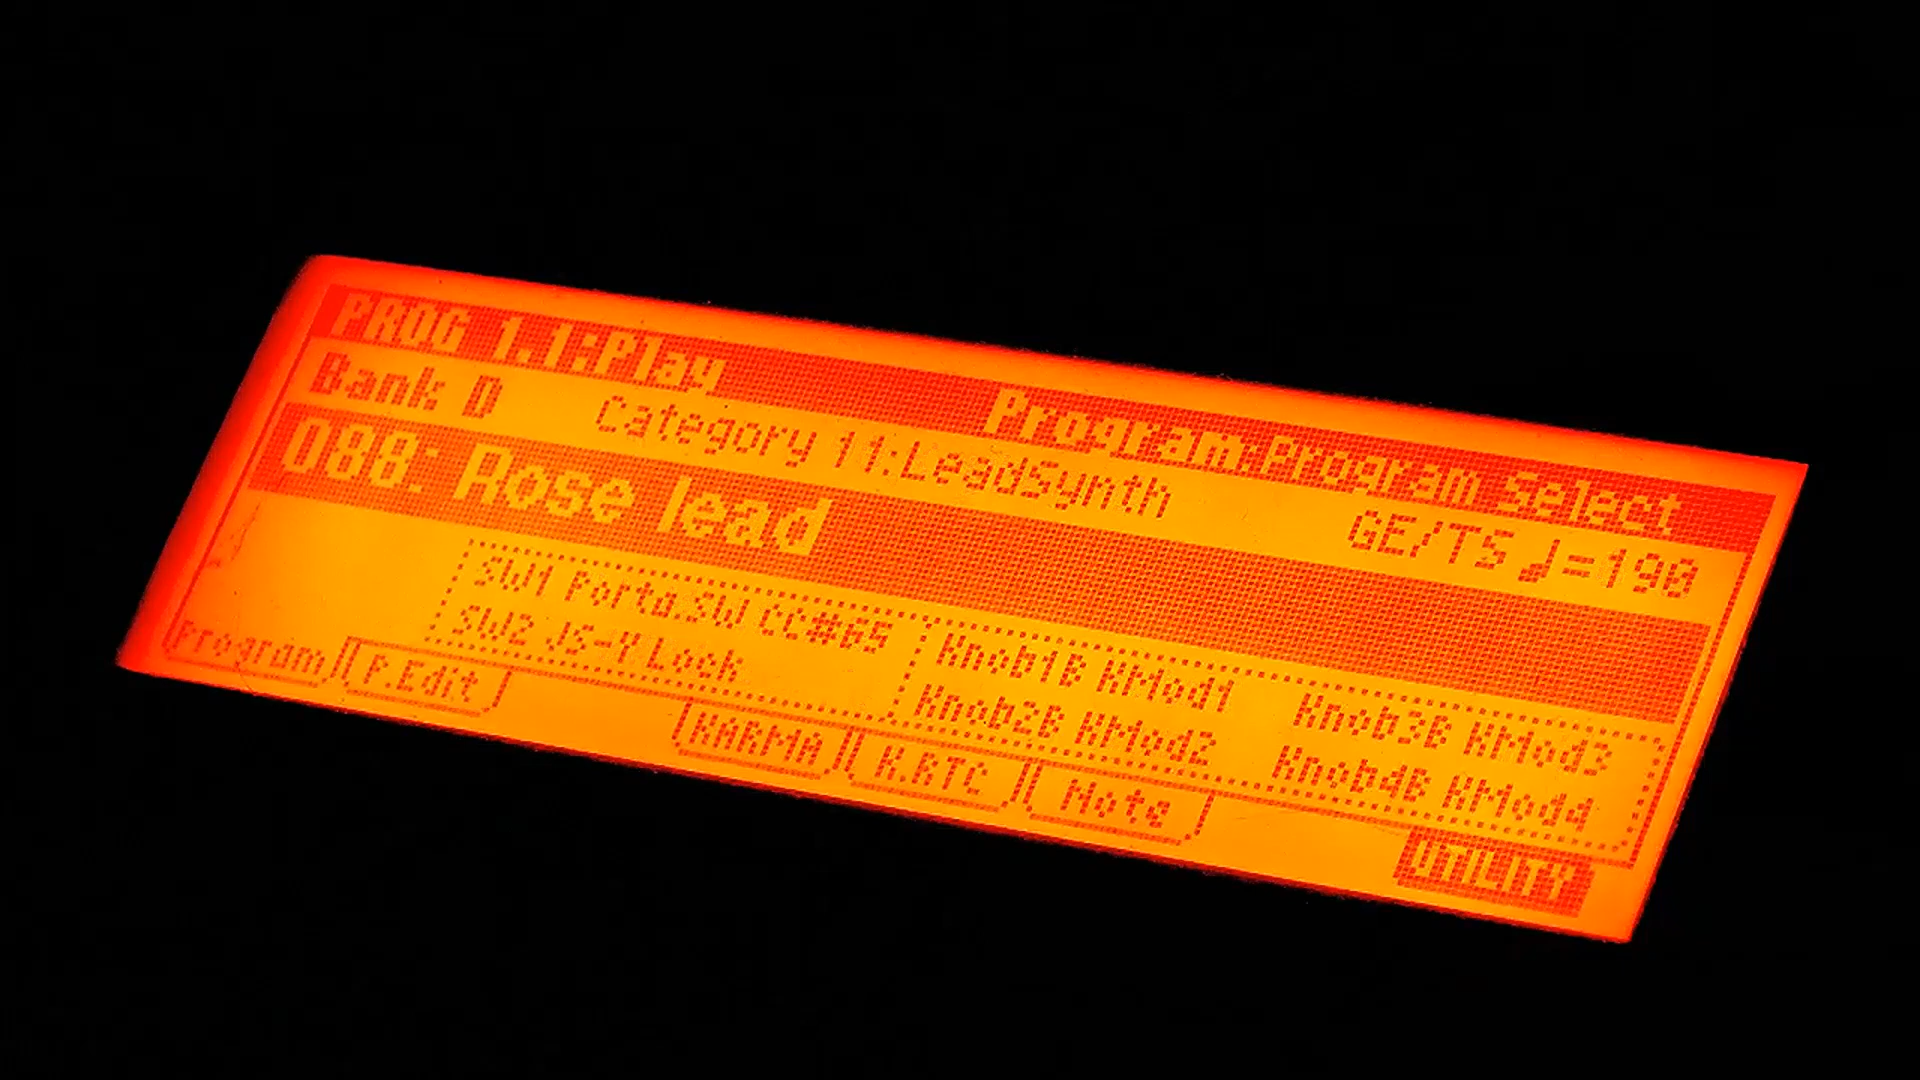 PROG 1.1:Play Program:Program Select
Bank D Category 11:LeadSynth GE/TS ♩=190
088: Rose lead
SW1 Porta.SW CC#65 Knob1B KMod1 Knob3B KMod3
SW2 JS-Y Lock Knob2B KMod2 Knob4B KMod4
Program P.Edit KARMA K.RTC Note UTILITY